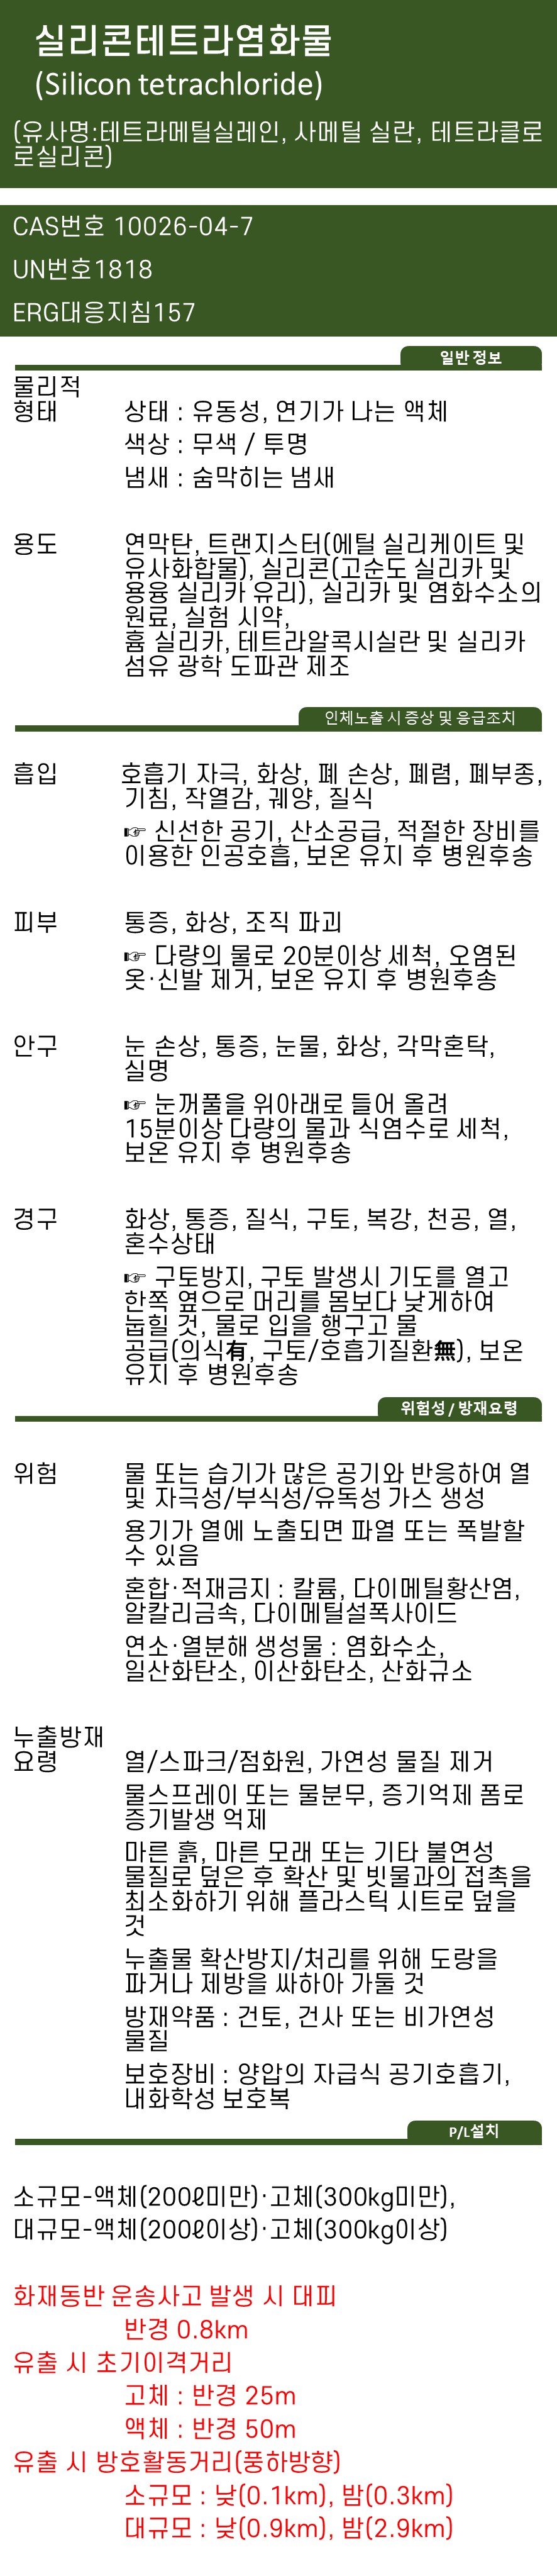 실리콘테트라염화물
(Silicon tetrachloride)
(유사명:테트라메틸실레인, 사메틸 실란, 테트라클로
로실리콘)
CAS번호 10026-04-7
UN번호1818
ERG대응지침157
일반 정보
물리적
형태 상태 : 유동성, 연기가 나는 액체
색상 : 무색 / 투명
냄새 : 숨막히는 냄새
용도 연막탄, 트랜지스터(에틸 실리케이트 및
유사화합물), 실리콘(고순도 실리카 및
용융 실리카 유리), 실리카 및 염화수소의
원료, 실험 시약,
흄 실리카, 테트라알콕시실란 및 실리카
섬유 광학 도파관 제조
인체노출 시 증상 및 응급조치
흡입 호흡기 자극, 화상, 폐 손상, 폐렴, 폐부종,
기침, 작열감, 궤양, 질식
☞ 신선한 공기, 산소공급, 적절한 장비를
이용한 인공호흡, 보온 유지 후 병원후송
피부 통증, 화상, 조직 파괴
☞ 다량의 물로 20분이상 세척, 오염된
옷·신발 제거, 보온 유지 후 병원후송
안구 눈 손상, 통증, 눈물, 화상, 각막혼탁,
실명
☞ 눈꺼풀을 위아래로 들어 올려
15분이상 다량의 물과 식염수로 세척,
보온 유지 후 병원후송
경구 화상, 통증, 질식, 구토, 복강, 천공, 열,
혼수상태
☞ 구토방지, 구토 발생시 기도를 열고
한쪽 옆으로 머리를 몸보다 낮게하여
눕힐 것, 물로 입을 행구고 물
공급(의식有, 구토/호흡기질환無), 보온
유지 후 병원후송
위험성 / 방재요령
위험 물 또는 습기가 많은 공기와 반응하여 열
및 자극성/부식성/유독성 가스 생성
용기가 열에 노출되면 파열 또는 폭발할
수 있음
혼합·적재금지 : 칼륨, 다이메틸황산염,
알칼리금속, 다이메틸설폭사이드
연소·열분해 생성물 : 염화수소,
일산화탄소, 이산화탄소, 산화규소
누출방재
요령 열/스파크/점화원, 가연성 물질 제거
물스프레이 또는 물분무, 증기억제 폼로
증기발생 억제
마른 흙, 마른 모래 또는 기타 불연성
물질로 덮은 후 확산 및 빗물과의 접촉을
최소화하기 위해 플라스틱 시트로 덮을
것
누출물 확산방지/처리를 위해 도랑을
파거나 제방을 싸하아 가둘 것
방재약품 : 건토, 건사 또는 비가연성
물질
보호장비 : 양압의 자급식 공기호흡기,
내화학성 보호복
P/L설치
소규모-액체(200ℓ미만)·고체(300kg미만),
대규모-액체(200ℓ이상)·고체(300kg이상)
화재동반 운송사고 발생 시 대피
반경 0.8km
유출 시 초기이격거리
고체 : 반경 25m
액체 : 반경 50m
유출 시 방호활동거리(풍하방향)
소규모 : 낮(0.1km), 밤(0.3km)
대규모 : 낮(0.9km), 밤(2.9km)